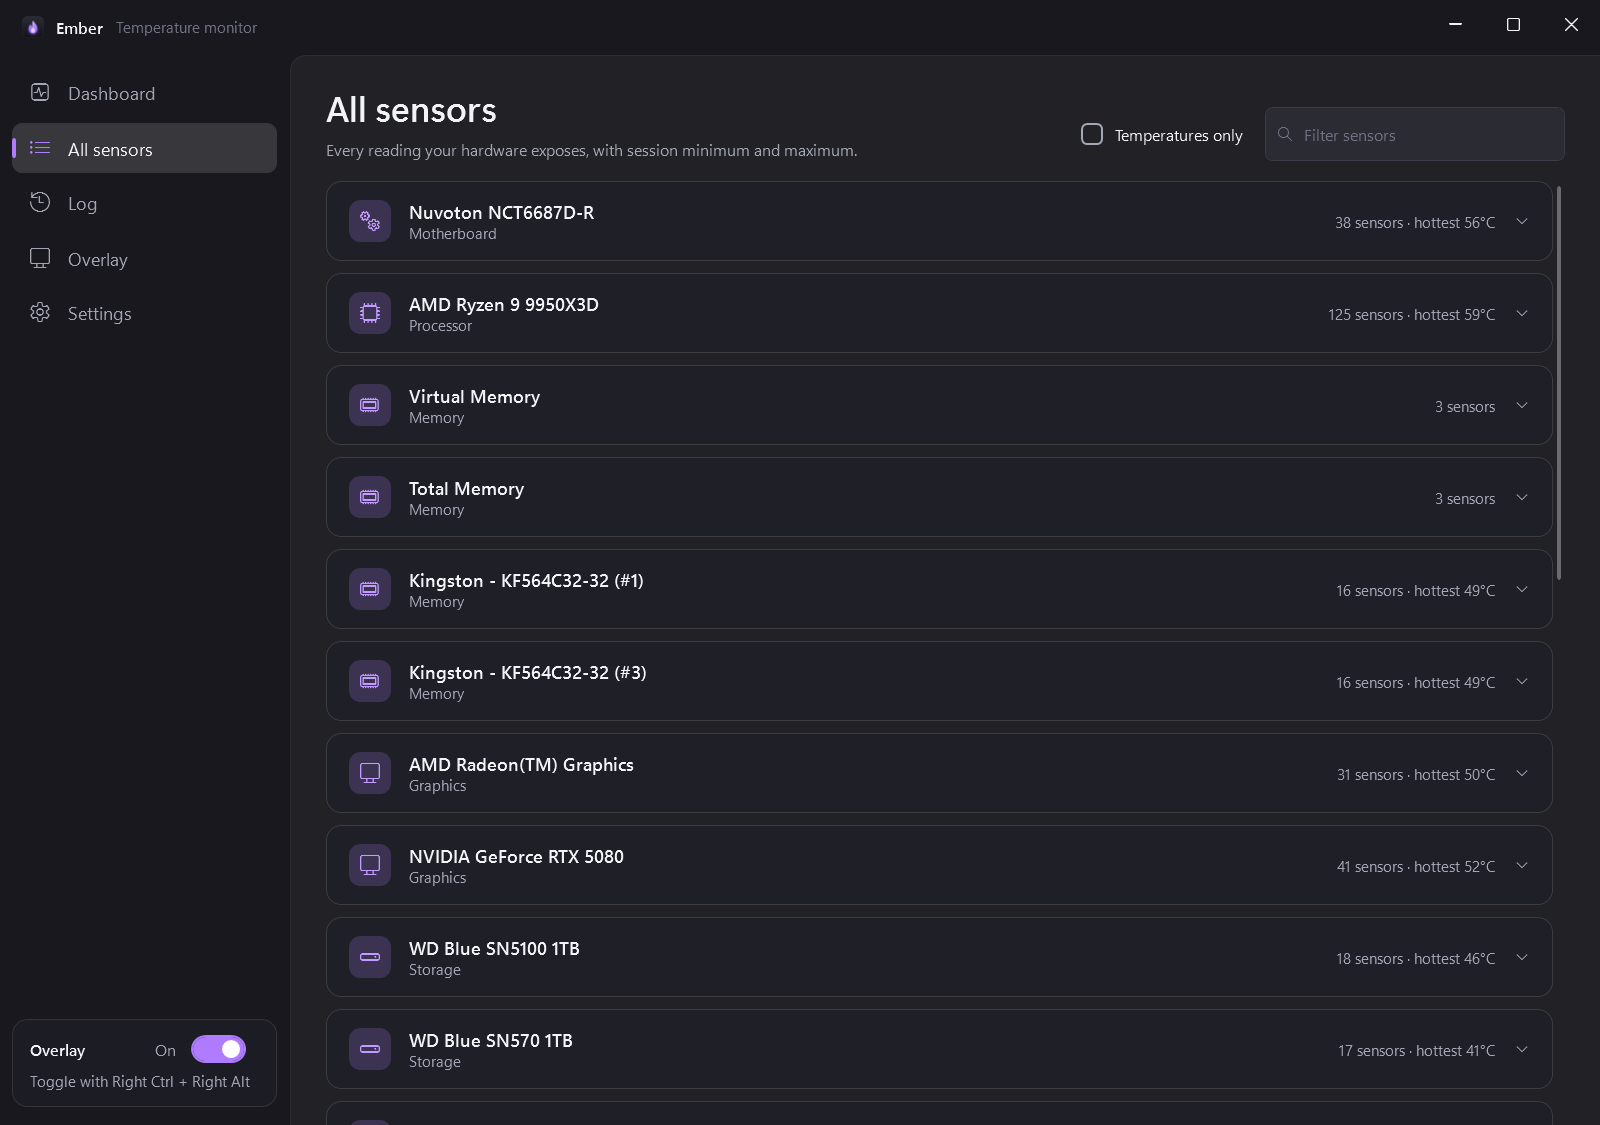 Ember Temperature monitor
Dashboard
All sensors
Log
Overlay
Settings
Overlay On
Toggle with Right Ctrl + Right Alt
All sensors
Every reading your hardware exposes, with session minimum and maximum.
Temperatures only
Filter sensors
Nuvoton NCT6687D-R
Motherboard
38 sensors · hottest 56°C
AMD Ryzen 9 9950X3D
Processor
125 sensors · hottest 59°C
Virtual Memory
Memory
3 sensors
Total Memory
Memory
3 sensors
Kingston - KF564C32-32 (#1)
Memory
16 sensors · hottest 49°C
Kingston - KF564C32-32 (#3)
Memory
16 sensors · hottest 49°C
AMD Radeon(TM) Graphics
Graphics
31 sensors · hottest 50°C
NVIDIA GeForce RTX 5080
Graphics
41 sensors · hottest 52°C
WD Blue SN5100 1TB
Storage
18 sensors · hottest 46°C
WD Blue SN570 1TB
Storage
17 sensors · hottest 41°C